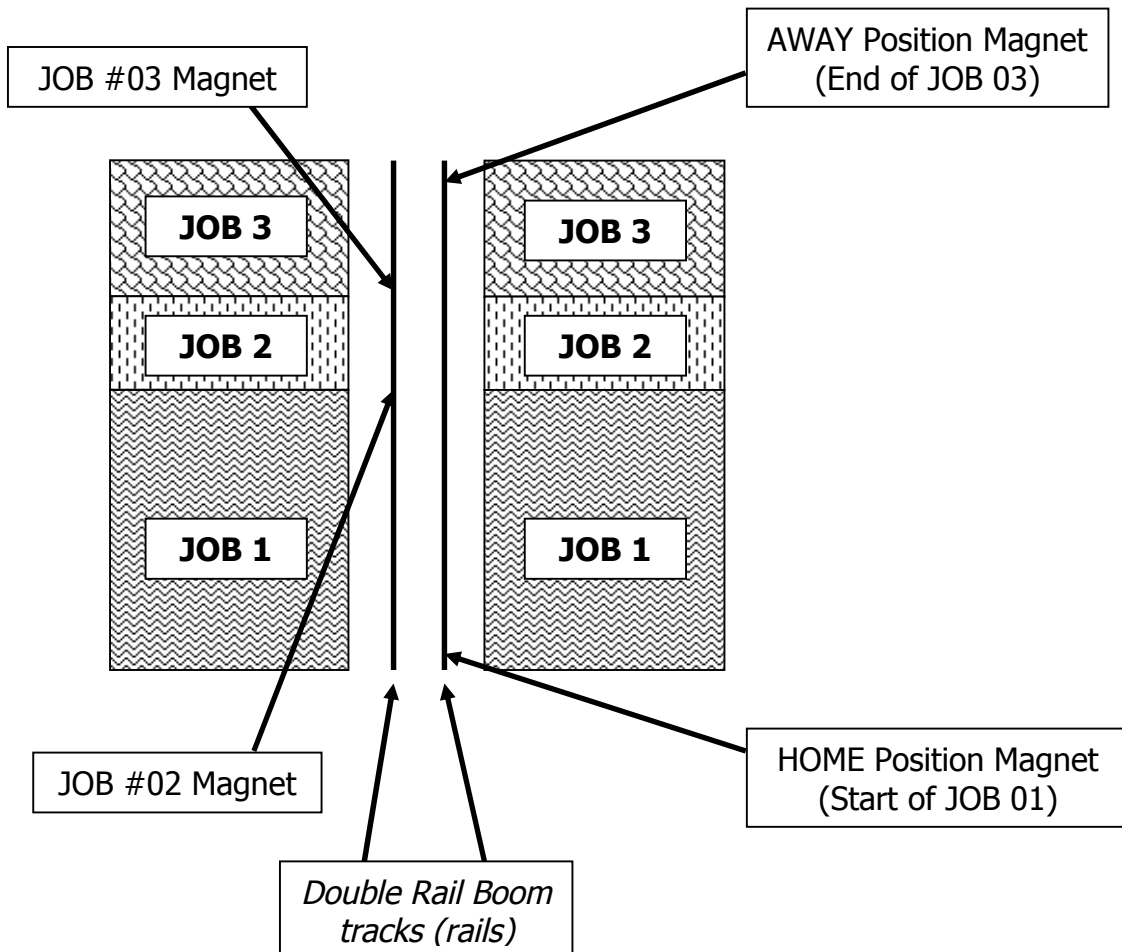 AWAY Position Magnet
(End of JOB 03)
JOB #03 Magnet
JOB 3
JOB 3
JOB 2
JOB 2
JOB 1
JOB 1
JOB #02 Magnet
HOME Position Magnet
(Start of JOB 01)
Double Rail Boom
tracks (rails)